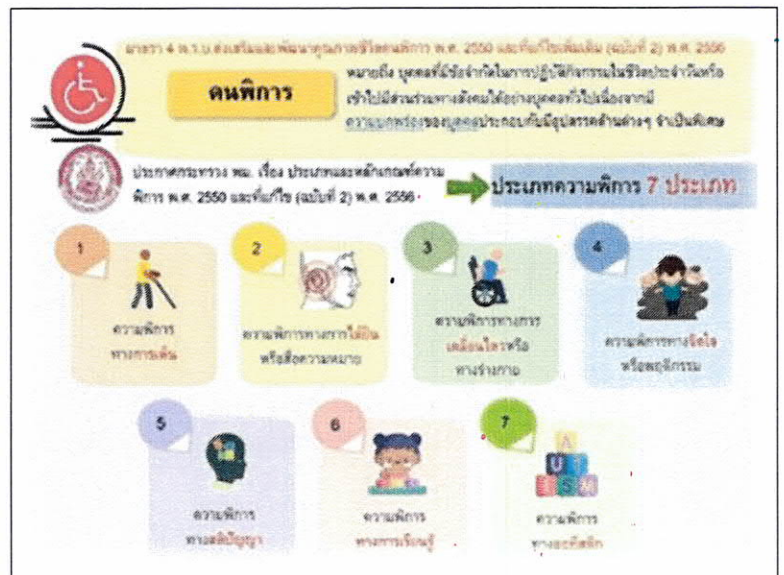 มาตรา 4 พ.ร.บ.ส่งเสริมและพัฒนาคุณภาพชีวิตคนพิการ พ.ศ. 2550 และที่แก้ไขเพิ่มเติม (ฉบับที่ 2) พ.ศ. 2556
คนพิการ
หมายถึง บุคคลที่มีข้อจำกัดในการปฏิบัติกิจกรรมในชีวิตประจำวันหรือ
เข้าไปมีส่วนร่วมทางสังคมได้อย่างบุคคลทั่วไปเนื่องจากมี
ความบกพร่องของบุคคลประกอบกับมีอุปสรรคด้านต่างๆ จำเป็นพิเศษ
ประกาศกระทรวง พม. เรื่อง ประเภทและหลักเกณฑ์ความ
พิการ พ.ศ. 2550 และที่แก้ไข (ฉบับที่ 2) พ.ศ. 2556
ประเภทความพิการ 7 ประเภท
1
ความพิการ
ทางการเห็น
2
ความพิการทางการได้ยิน
หรือสื่อความหมาย
3
ความพิการทางการ
เคลื่อนไหวหรือ
ทางร่างกาย
4
ความพิการทางจิตใจ
หรือพฤติกรรม
5
ความพิการ
ทางสติปัญญา
6
ความพิการ
ทางการเรียนรู้
7
A
U T
I S M
ความพิการ
ทางออทิสติก